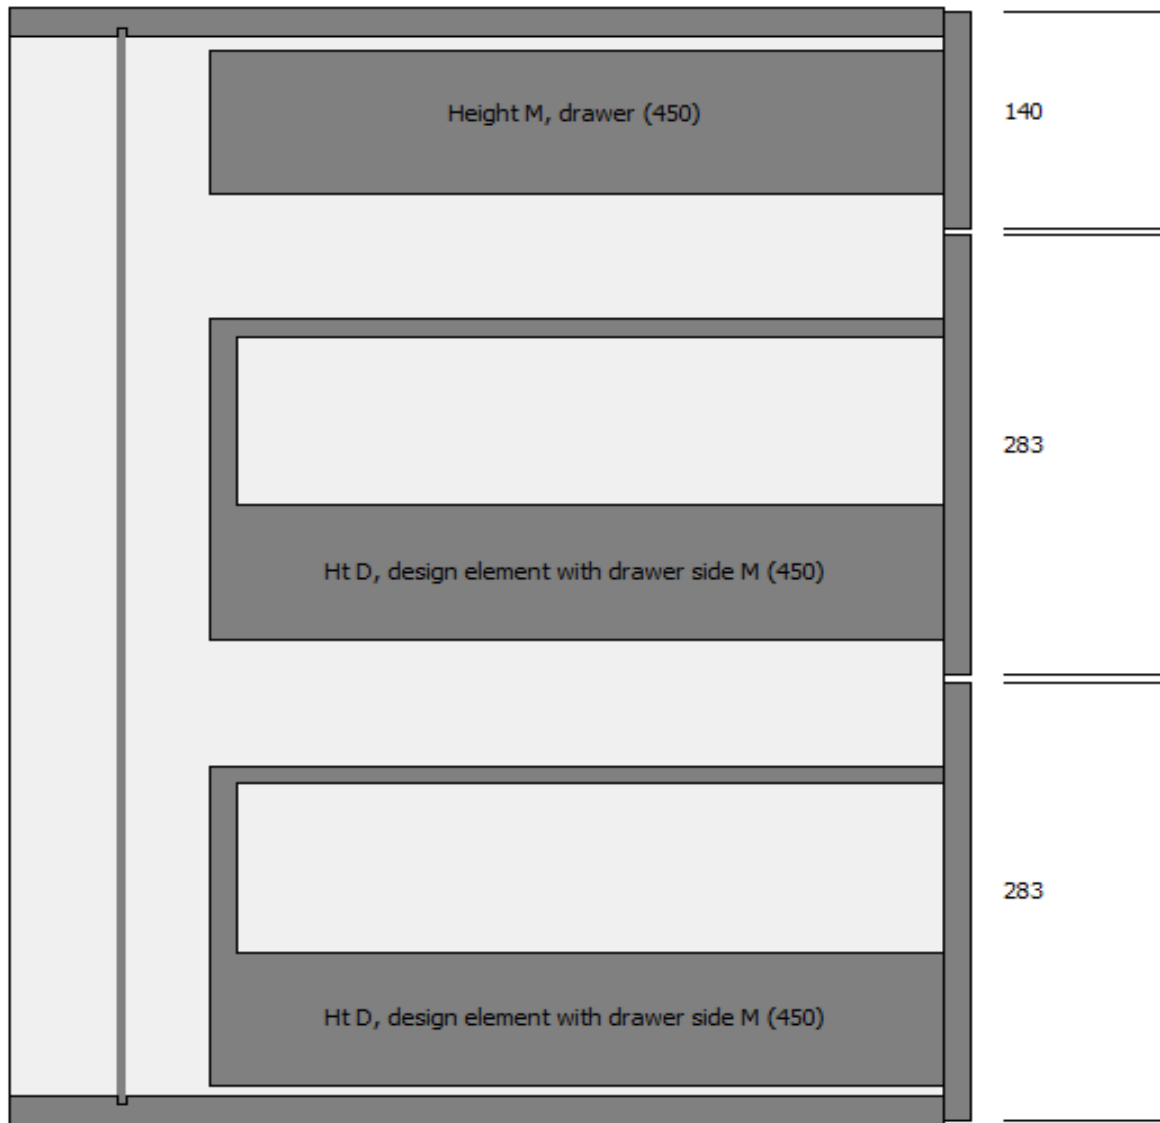 Height M, drawer (450)
140
283
Ht D, design element with drawer side M (450)
283
Ht D, design element with drawer side M (450)